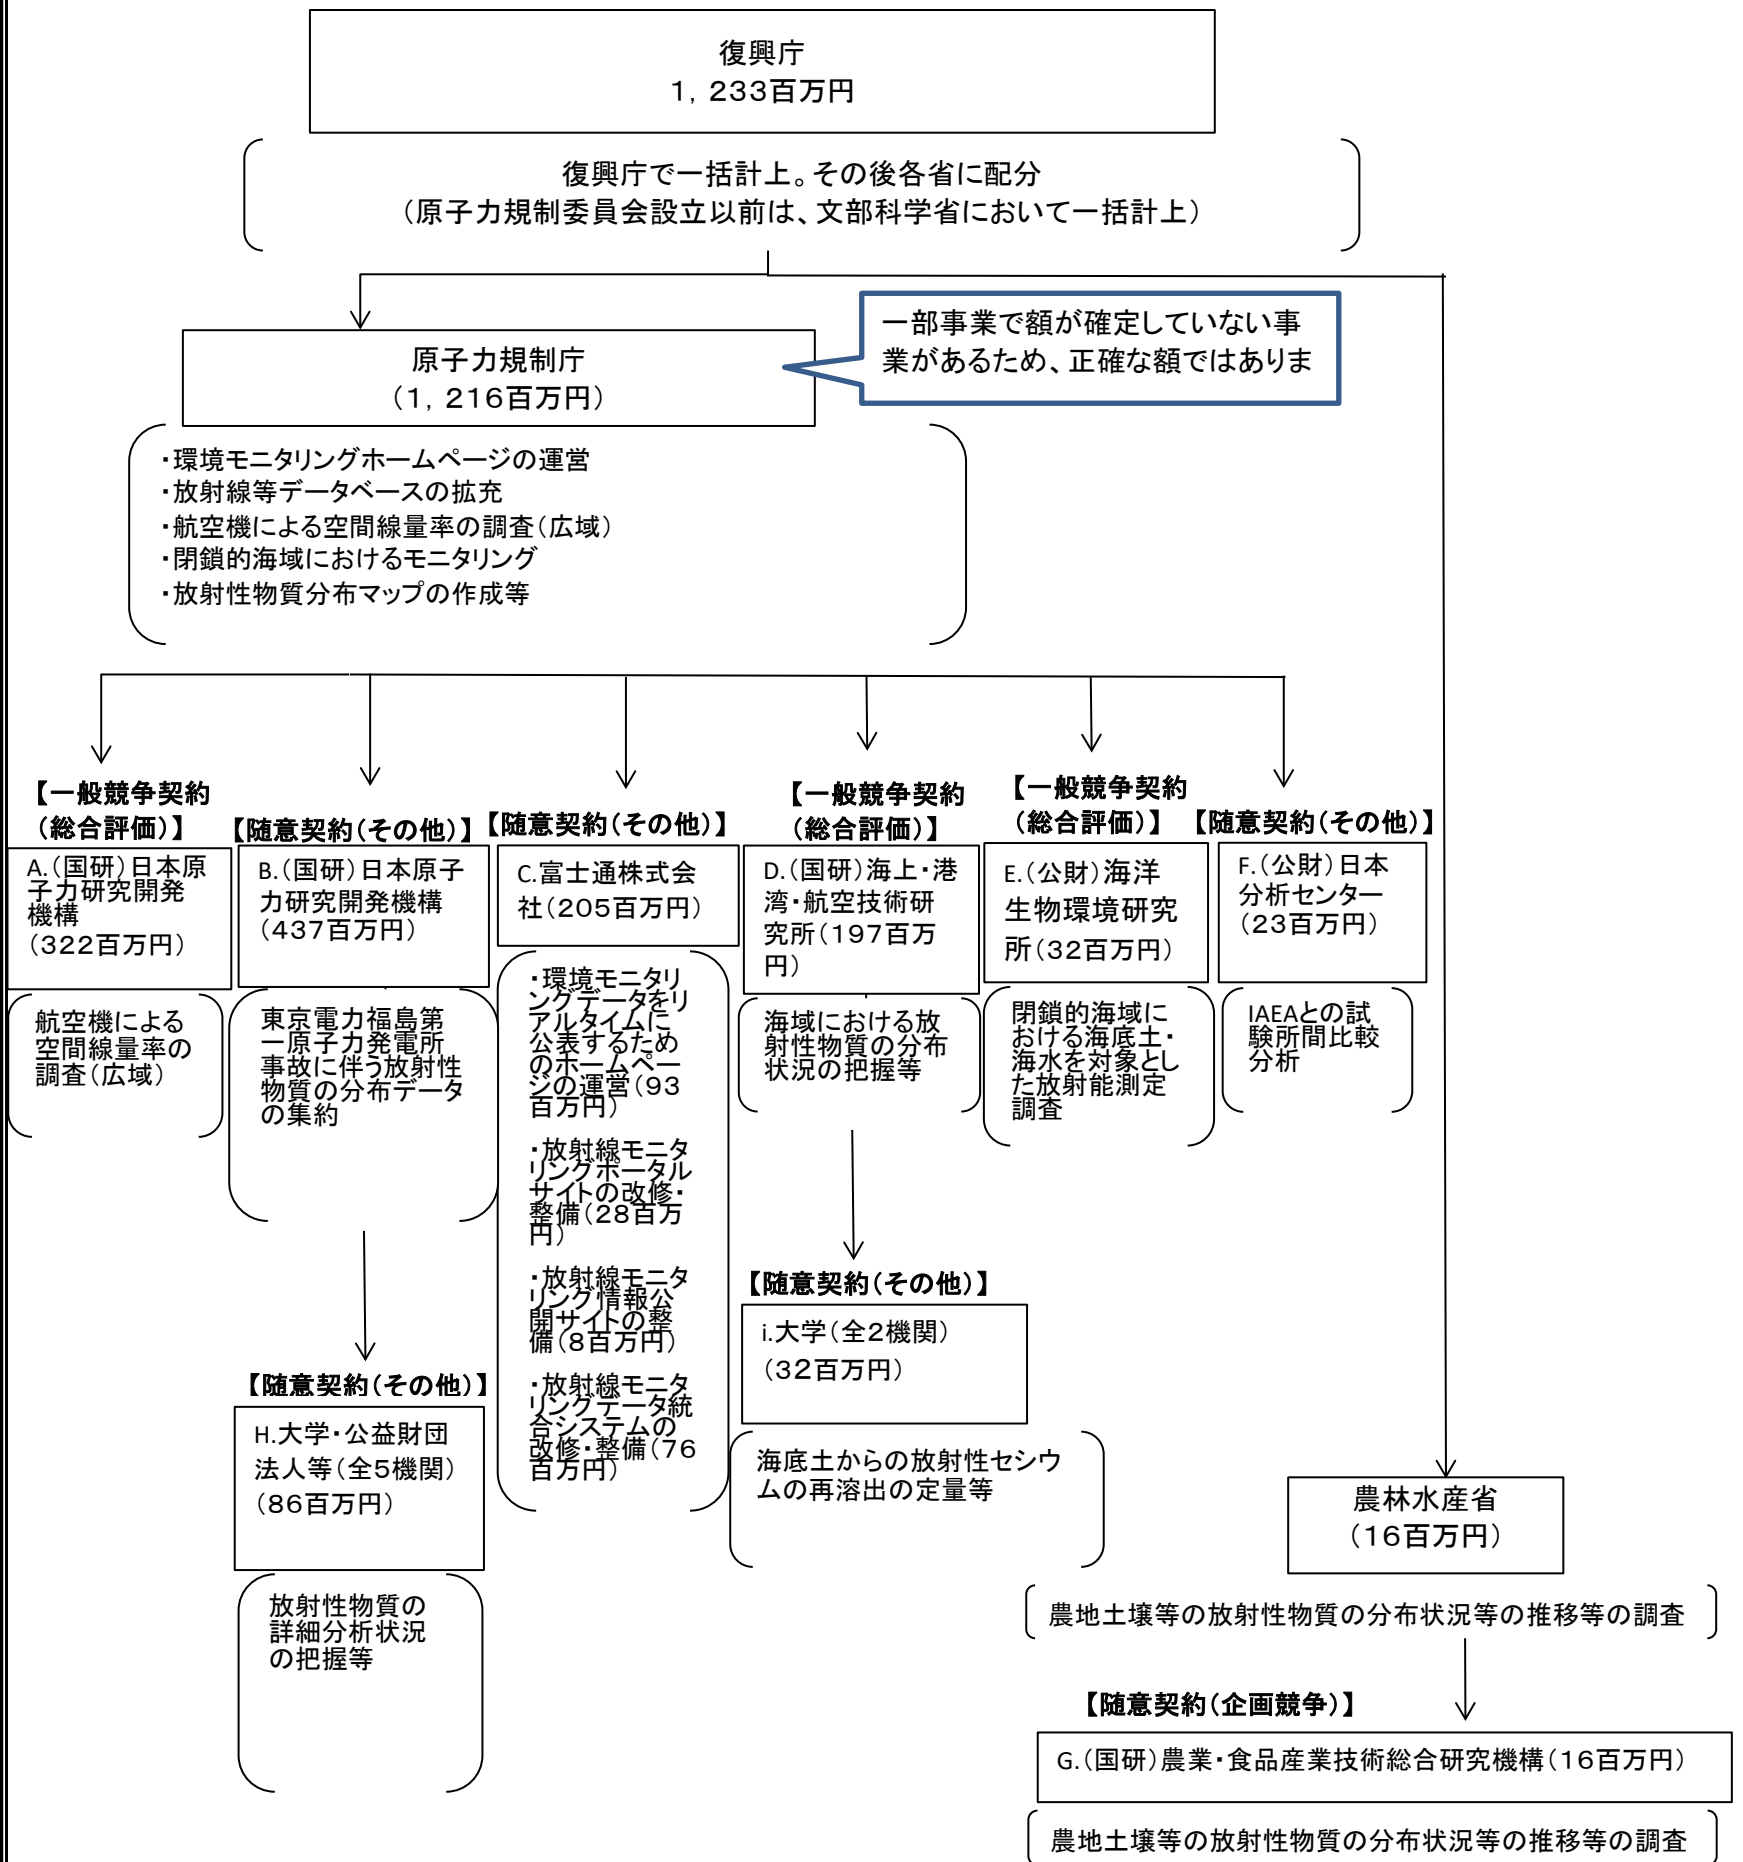 復興庁
1，233百万円
復興庁で一括計上。その後各省に配分
（原子力規制委員会設立以前は、文部科学省において一括計上）
原子力規制庁
（1，216百万円）
一部事業で額が確定していない事
業があるため、正確な額ではありま
・環境モニタリングホームページの運営
・放射線等データベースの拡充
・航空機による空間線量率の調査（広域）
・閉鎖的海域におけるモニタリング
・放射性物質分布マップの作成等
【一般競争契約
（総合評価）】
A.（国研）日本原
子力研究開発
機構
（322百万円）
航空機による
空間線量率の
調査（広域）
【随意契約（その他）】
B.（国研）日本原子
力研究開発機構
（437百万円）
東京電力福島第
一原子力発電所
事故に伴う放射性
物質の分布データ
の集約
【随意契約（その他）】
C.富士通株式会
社（205百万円）
・環境モニタリ
ングデータをリ
アルタイムに
公表するため
のホームペー
ジの運営（93
百万円）
・放射線モニタ
リングポータル
サイトの改修・
整備（28百万
円）
・放射線モニタ
リング情報公
開サイトの整
備（8百万円）
・放射線モニタ
リングデータ統
合システムの
改修・整備（76
百万円）
【一般競争契約
（総合評価）】
D.（国研）海上・港
湾・航空技術研
究所（197百万
円）
海域における放
射性物質の分布
状況の把握等
【一般競争契約
（総合評価）】
E.（公財）海洋
生物環境研究
所（32百万円）
閉鎖的海域に
おける海底土・
海水を対象とし
た放射能測定
調査
【随意契約（その他）】
F.（公財）日本
分析センター
（23百万円）
IAEAとの試
験所間比較
分析
【随意契約（その他）】
H.大学・公益財団
法人等（全5機関）
（86百万円）
放射性物質の
詳細分析状況
の把握等
【随意契約（その他）】
i.大学（全2機関）
（32百万円）
海底土からの放射性セシウ
ムの再溶出の定量等
農林水産省
（16百万円）
農地土壌等の放射性物質の分布状況等の推移等の調査
【随意契約（企画競争）】
G.（国研）農業・食品産業技術総合研究機構（16百万円）
農地土壌等の放射性物質の分布状況等の推移等の調査